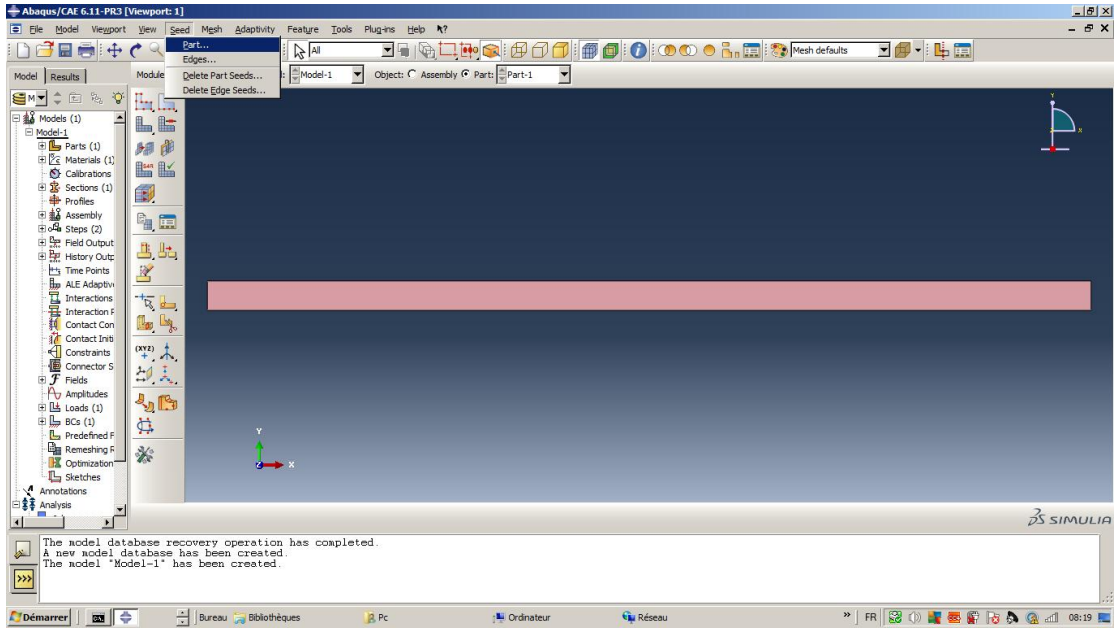 Abaqus/CAE 6.11-PR3 [Viewport: 1]
File Model Viewport View Seed Mesh Adaptivity Feature Tools Plug-ins Help
Part...
Edges...
Delete Part Seeds...
Delete Edge Seeds...
All
Mesh defaults
Model Results
Module
Model-1 Object: Assembly Part: Part-1
Models (1)
Model-1
Parts (1)
Materials (1)
Calibrations
Sections (1)
Profiles
Assembly
Steps (2)
Field Output
History Outp
Time Points
ALE Adaptiv
Interactions
Interaction P
Contact Con
Contact Initi
Constraints
Connector S
Fields
Amplitudes
Loads (1)
BCs (1)
Predefined F
Remeshing R
Optimization
Sketches
Annotations
Analysis
(XYZ)
Y
X
Y
Z X
SIMULIA
The model database recovery operation has completed.
A new model database has been created.
The model "Model-1" has been created.
>>>
Démarrer Bureau Bibliothèques Pc Ordinateur Réseau » FR 08:19